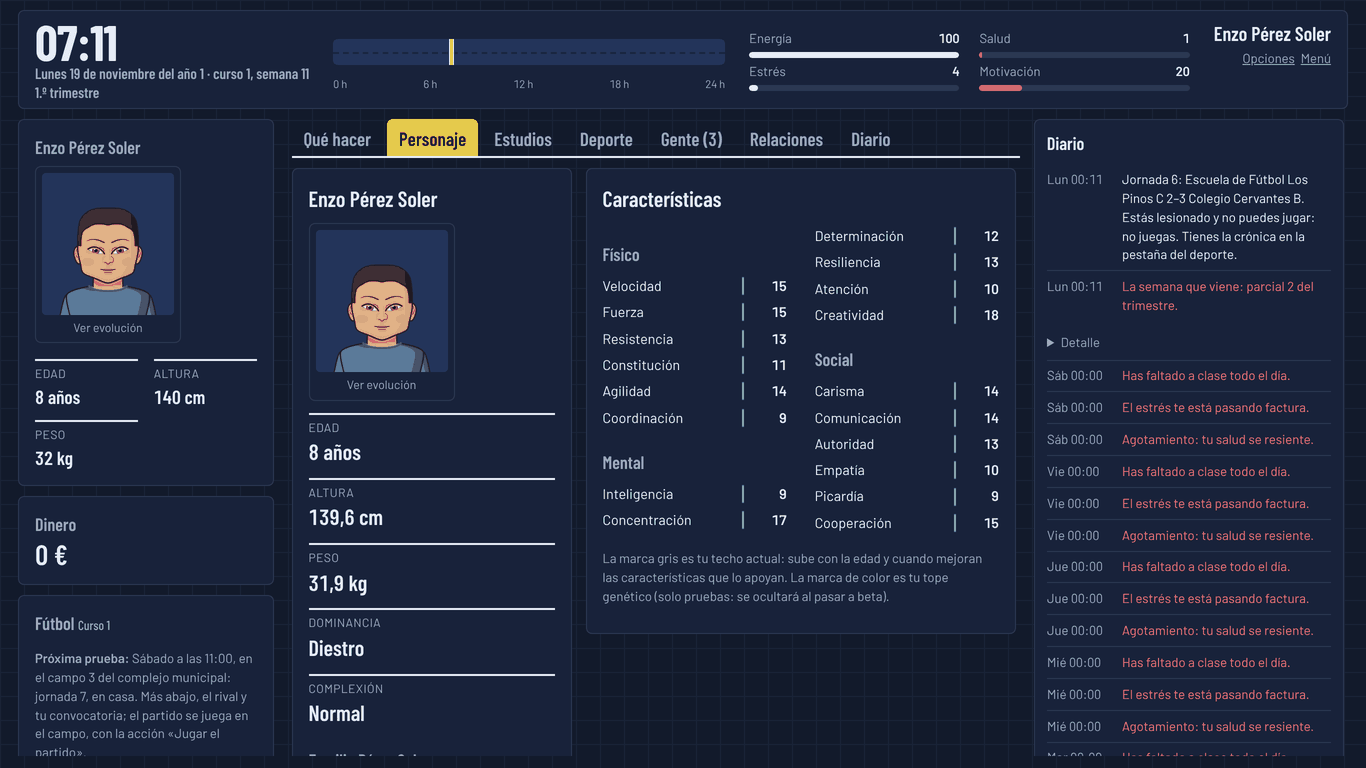 07:11
Lunes 19 de noviembre del año 1 · curso 1, semana 11
1.º trimestre
0 h
6 h
12 h
18 h
24 h
Energía 100
Estrés 4
Salud 1
Motivación 20
Enzo Pérez Soler
Opciones Menú
Enzo Pérez Soler
Ver evolución
EDAD
8 años
ALTURA
140 cm
PESO
32 kg
Dinero
0 €
Fútbol Curso 1
Próxima prueba: Sábado a las 11:00, en
el campo 3 del complejo municipal:
jornada 7, en casa. Más abajo, el rival y
tu convocatoria; el partido se juega en
el campo, con la acción «Jugar el
partido».
Qué hacer
Personaje
Estudios
Deporte
Gente (3)
Relaciones
Diario
Enzo Pérez Soler
Ver evolución
EDAD
8 años
ALTURA
139,6 cm
PESO
31,9 kg
DOMINANCIA
Diestro
COMPLEXIÓN
Normal
Características
Físico
Velocidad 15
Fuerza 15
Resistencia 13
Constitución 11
Agilidad 14
Coordinación 9
Mental
Inteligencia 9
Concentración 17
Determinación 12
Resiliencia 13
Atención 10
Creatividad 18
Social
Carisma 14
Comunicación 14
Autoridad 13
Empatía 10
Picardía 9
Cooperación 15
La marca gris es tu techo actual: sube con la edad y cuando mejoran
las características que lo apoyan. La marca de color es tu tope
genético (solo pruebas: se ocultará al pasar a beta).
Diario
Lun 00:11 Jornada 6: Escuela de Fútbol Los
Pinos C 2–3 Colegio Cervantes B.
Estás lesionado y no puedes jugar:
no juegas. Tienes la crónica en la
pestaña del deporte.
Lun 00:11 La semana que viene: parcial 2 del
trimestre.
Detalle
Sáb 00:00 Has faltado a clase todo el día.
Sáb 00:00 El estrés te está pasando factura.
Sáb 00:00 Agotamiento: tu salud se resiente.
Vie 00:00 Has faltado a clase todo el día.
Vie 00:00 El estrés te está pasando factura.
Vie 00:00 Agotamiento: tu salud se resiente.
Jue 00:00 Has faltado a clase todo el día.
Jue 00:00 El estrés te está pasando factura.
Jue 00:00 Agotamiento: tu salud se resiente.
Mié 00:00 Has faltado a clase todo el día.
Mié 00:00 El estrés te está pasando factura.
Mié 00:00 Agotamiento: tu salud se resiente.
Mar 00:00 Has faltado a clase todo el día.